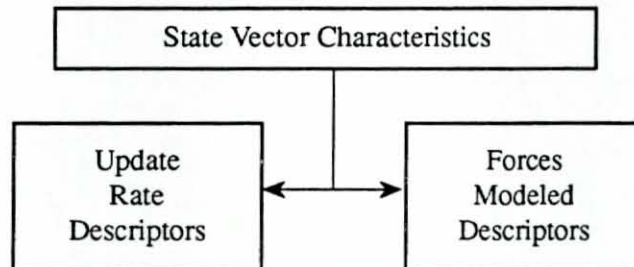 State Vector Characteristics
Update
Rate
Descriptors
Forces
Modeled
Descriptors